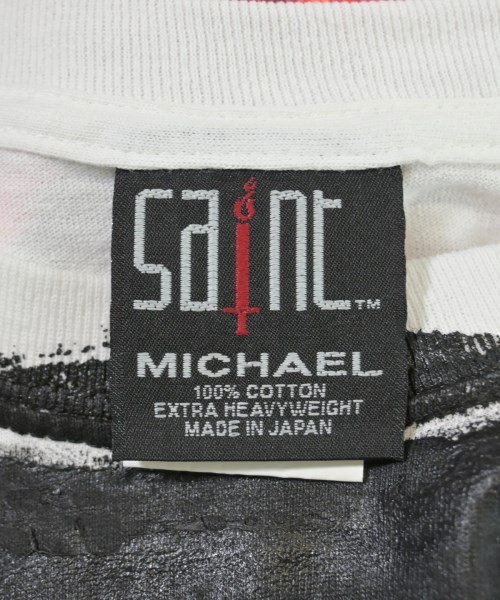 saint™
MICHAEL
100% COTTON
EXTRA HEAVYWEIGHT
MADE IN JAPAN